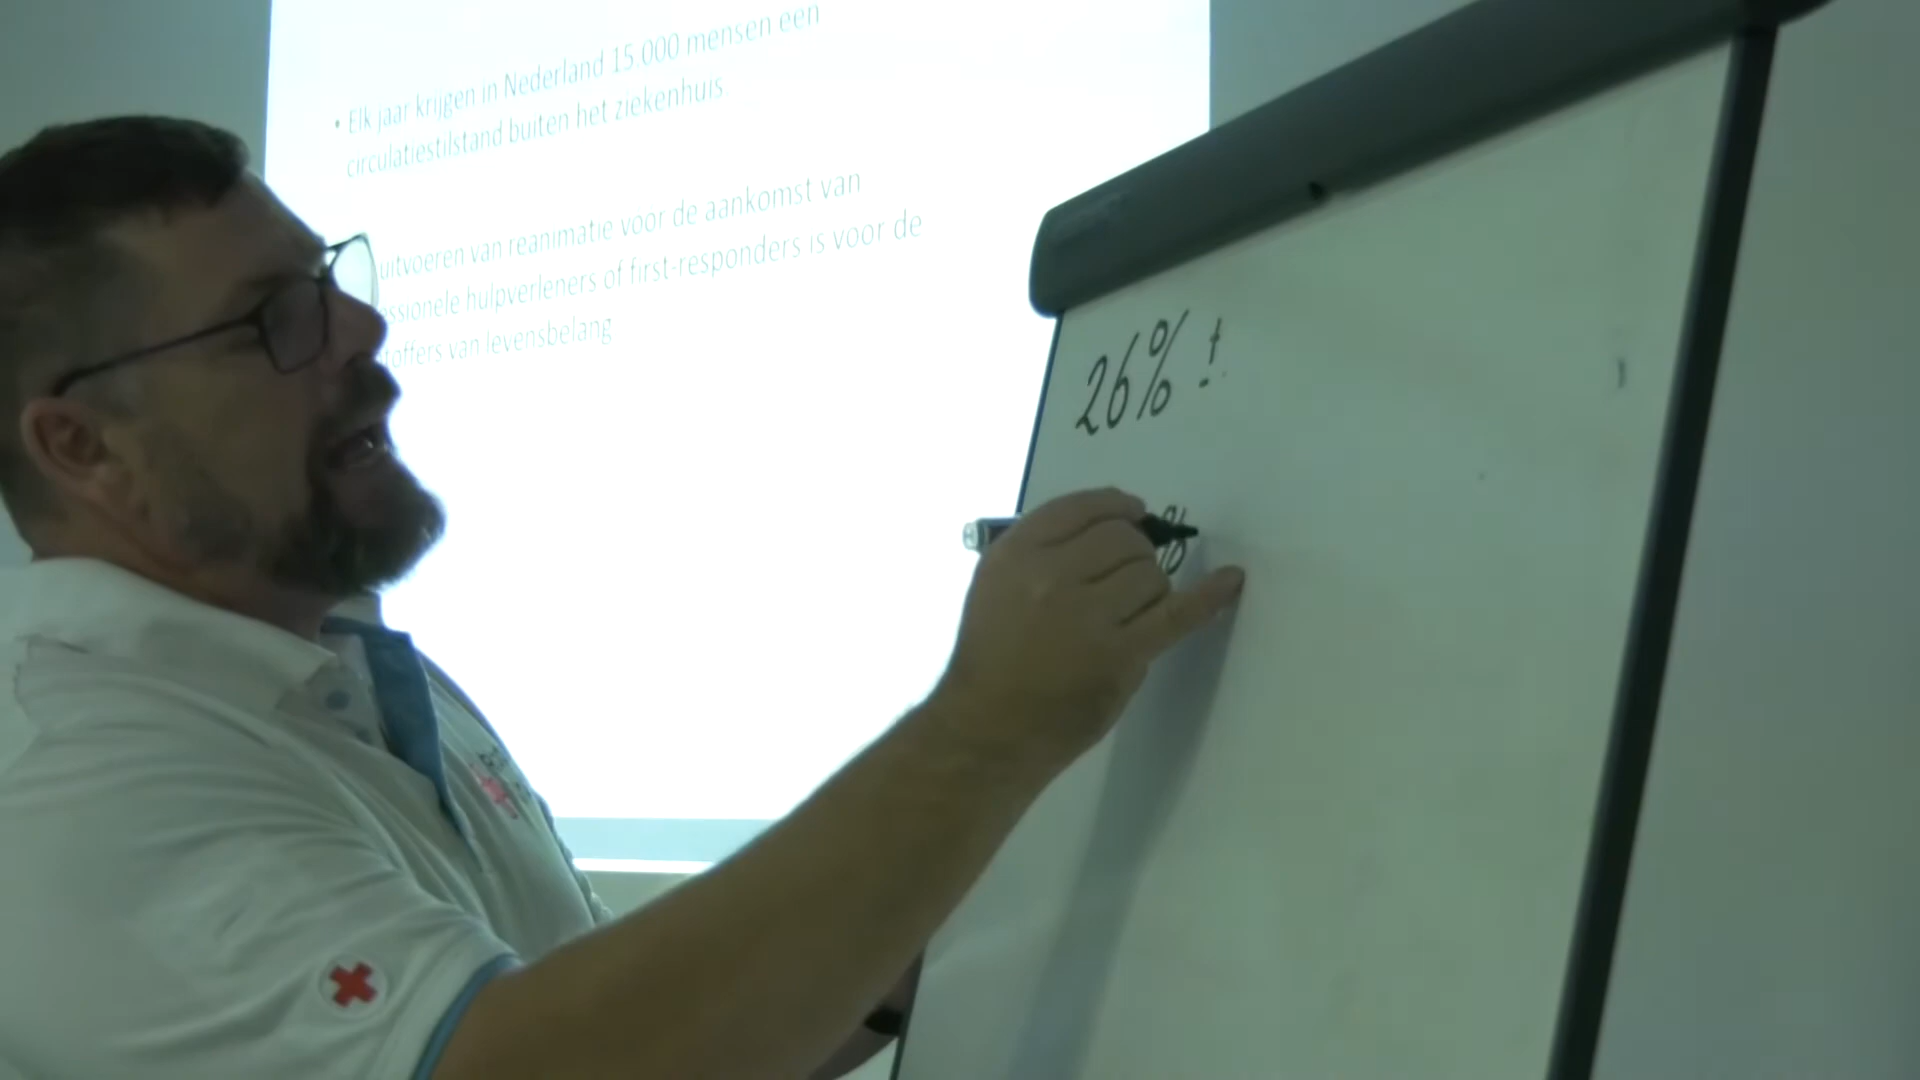 • Elk jaar krijgen in Nederland 15.000 mensen een
circulatiestilstand buiten het ziekenhuis.
uitvoeren van reanimatie voor de aankomst van
hulpverleners of first-responders is voor de
van levensbelang
26% ±
%